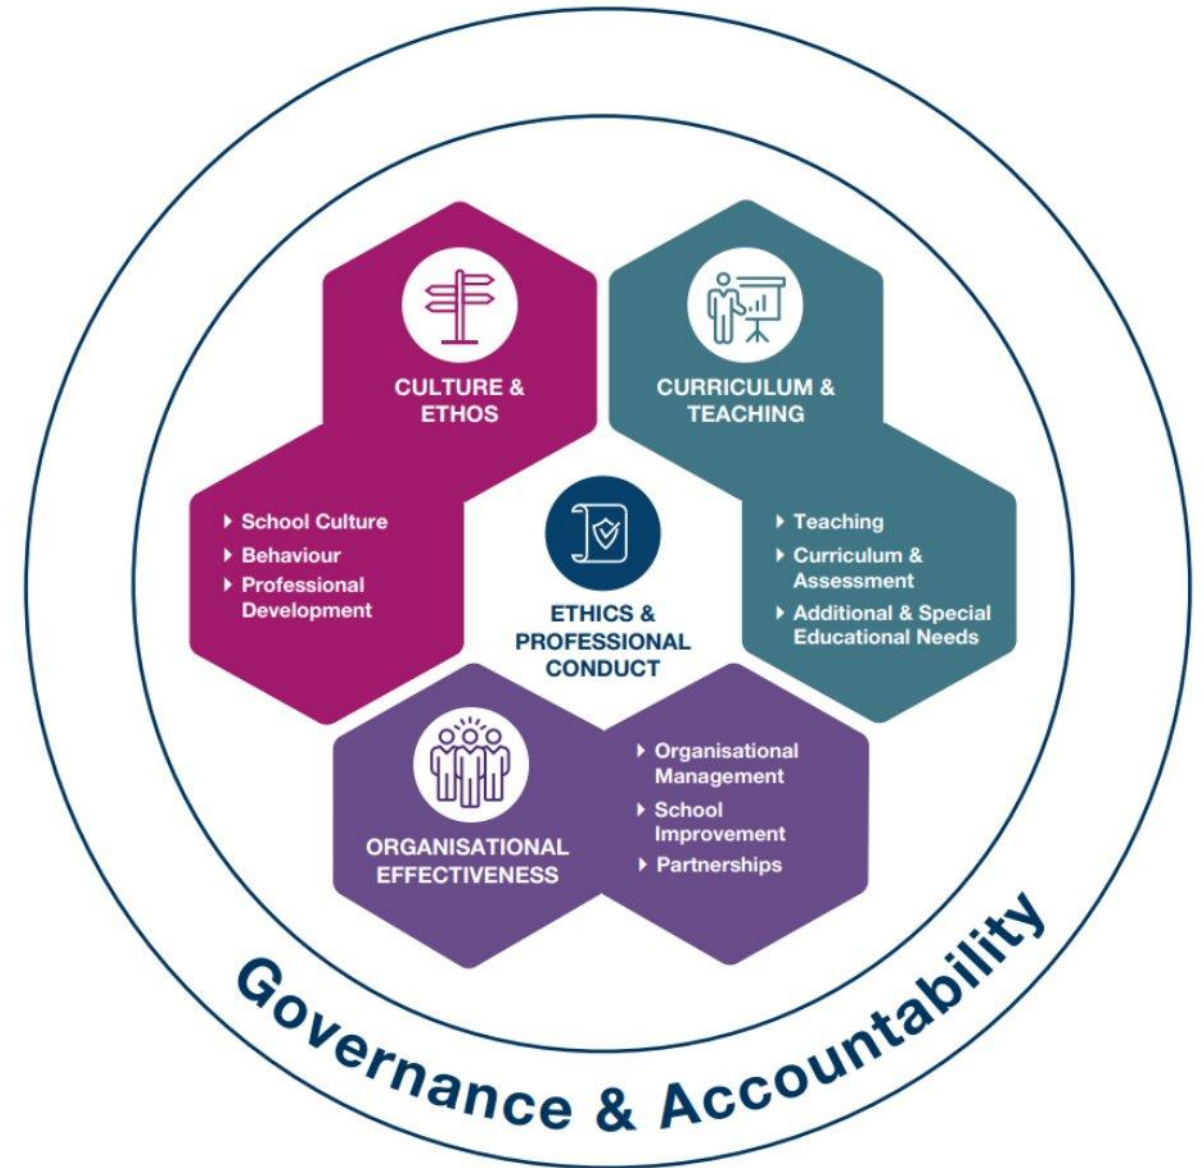 CULTURE &
ETHOS
School Culture
Behaviour
Professional
Development
CURRICULUM &
TEACHING
Teaching
Curriculum &
Assessment
Additional & Special
Educational Needs
ETHICS &
PROFESSIONAL
CONDUCT
ORGANISATIONAL
EFFECTIVENESS
Organisational
Management
School
Improvement
Partnerships
Governance & Accountability